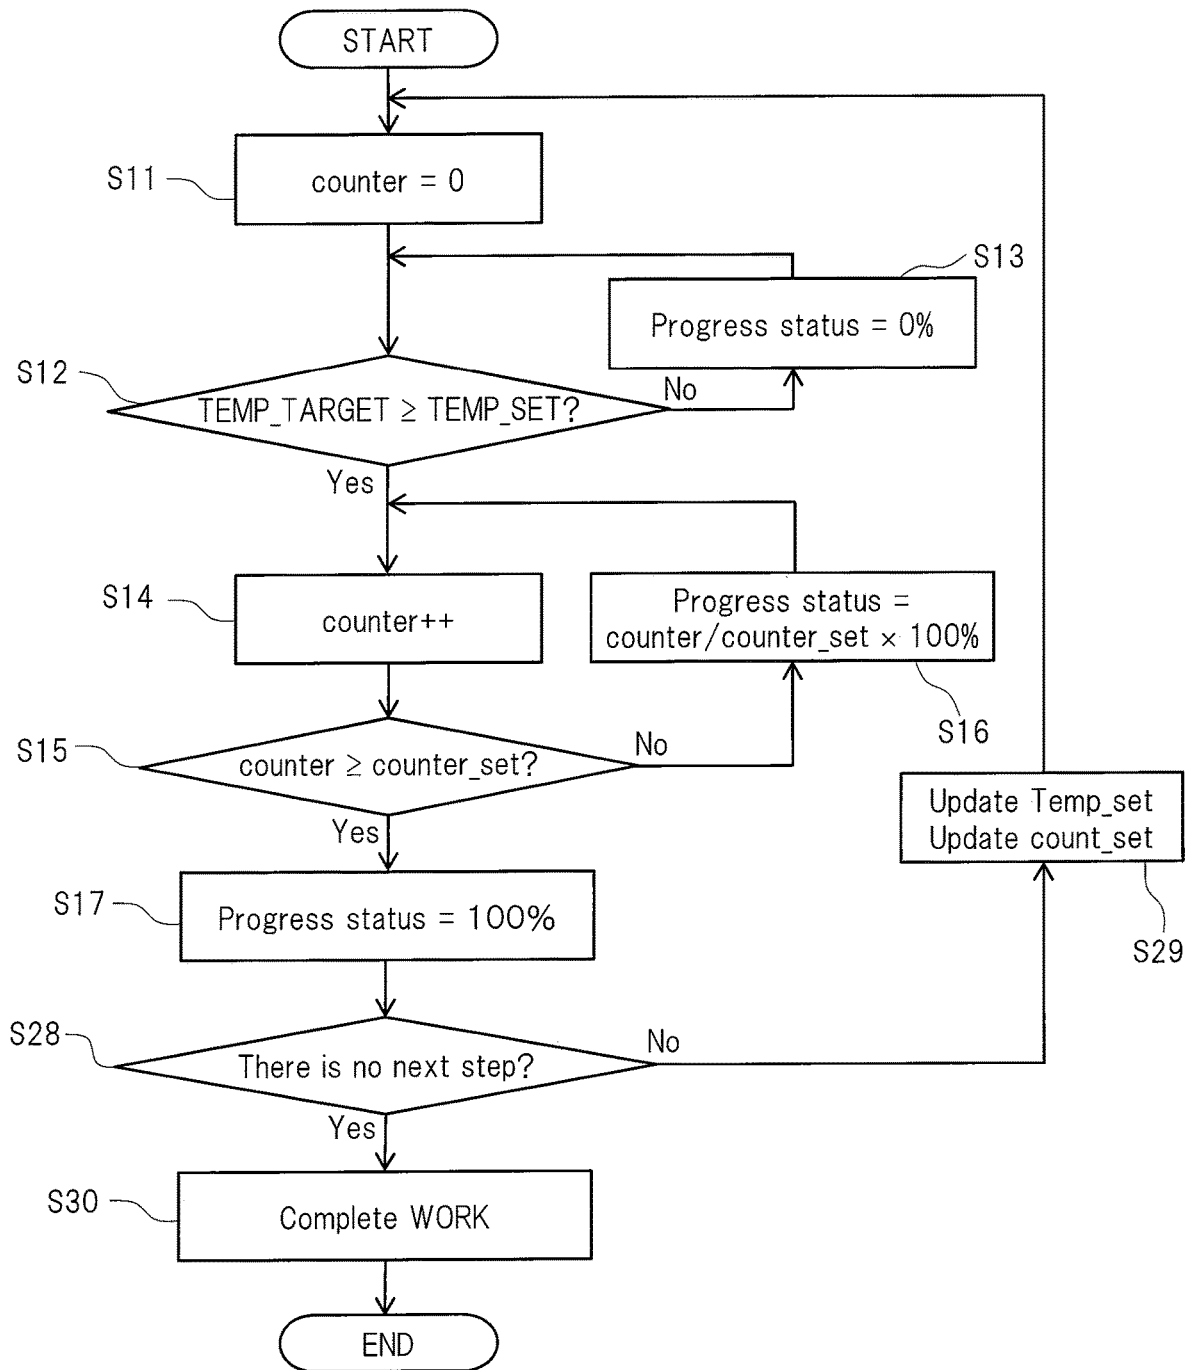 START
S11
counter = 0
S13
Progress status = 0%
S12
TEMP_TARGET ≥ TEMP_SET?
No
Yes
S14
counter++
Progress status =
counter/counter_set × 100%
S16
S15
counter ≥ counter_set?
No
Yes
Update Temp_set
Update count_set
S29
S17
Progress status = 100%
S28
There is no next step?
No
Yes
S30
Complete WORK
END